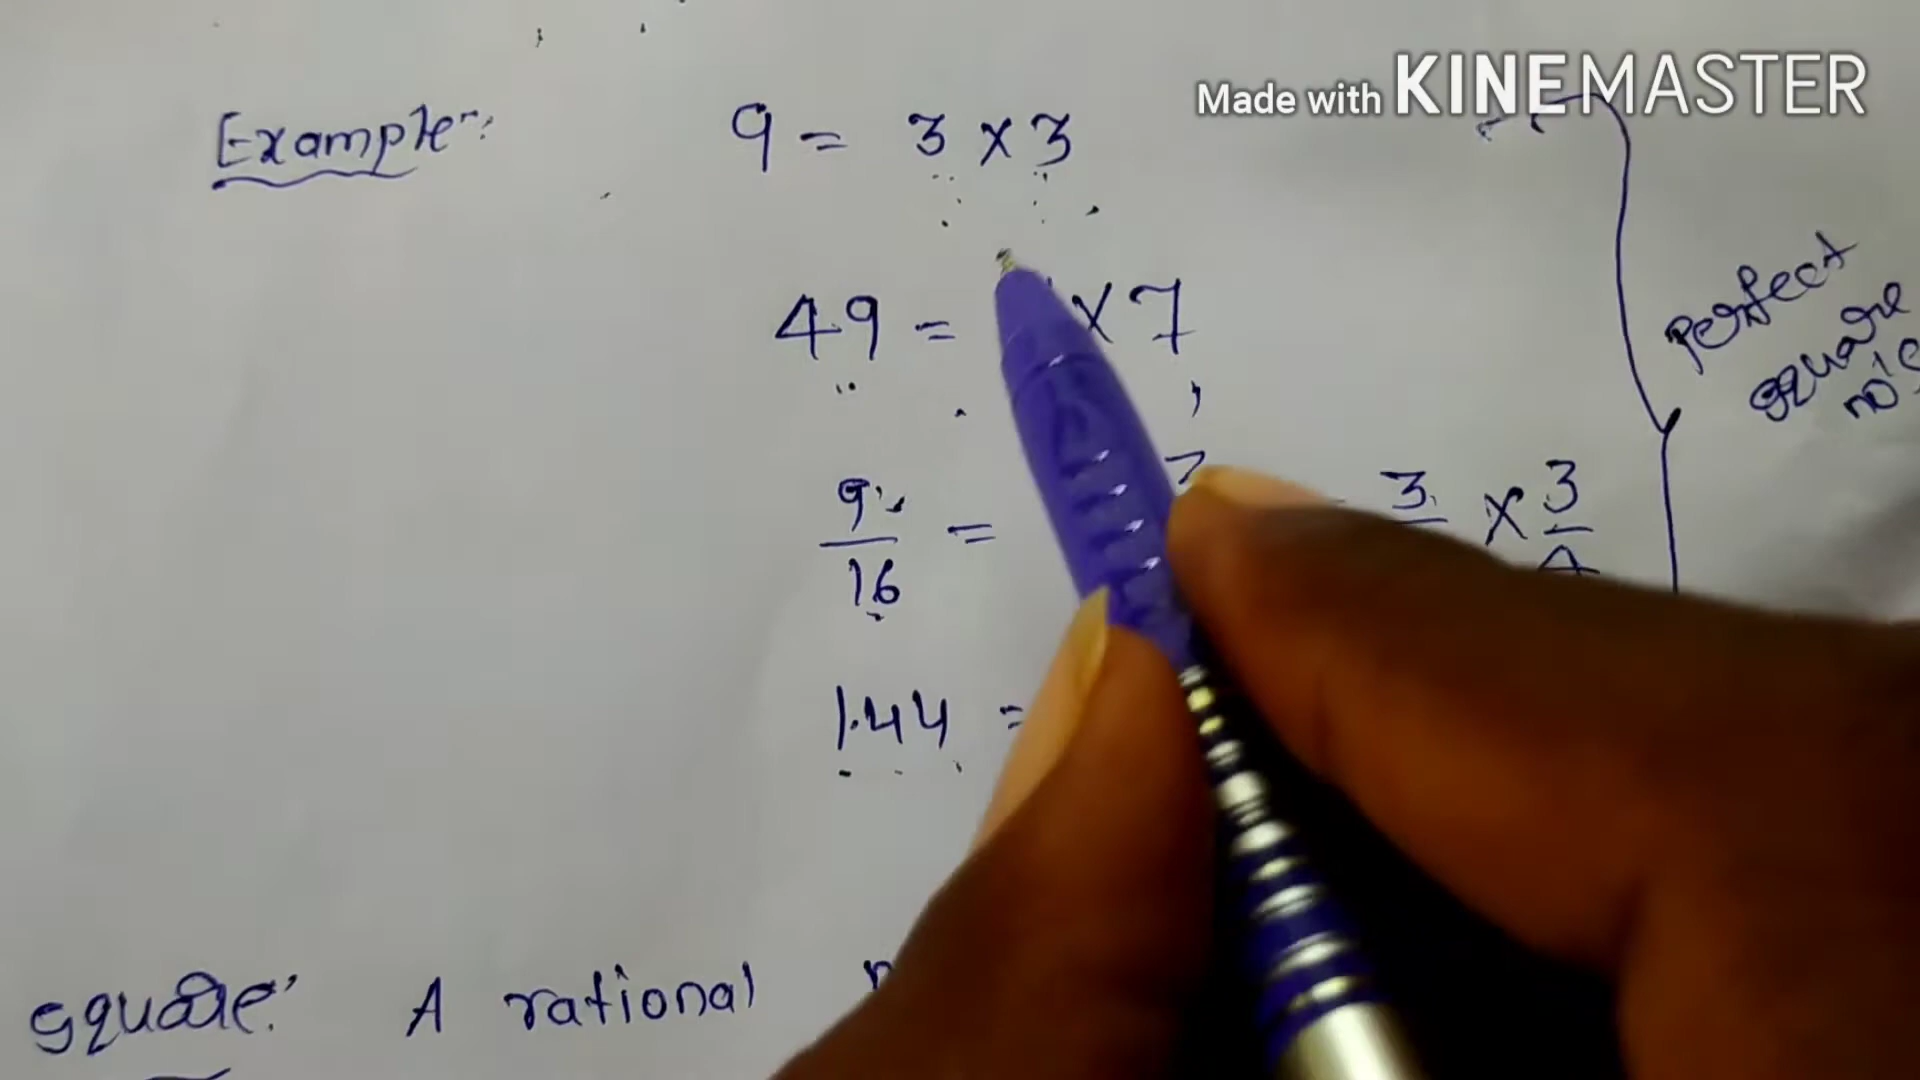 Made with KINEMASTER
Example:
9 = 3 x 3
49 = x 7
9/16 = 3/ x 3/4
1.44 =
Perfect
square
no's
square: A rational